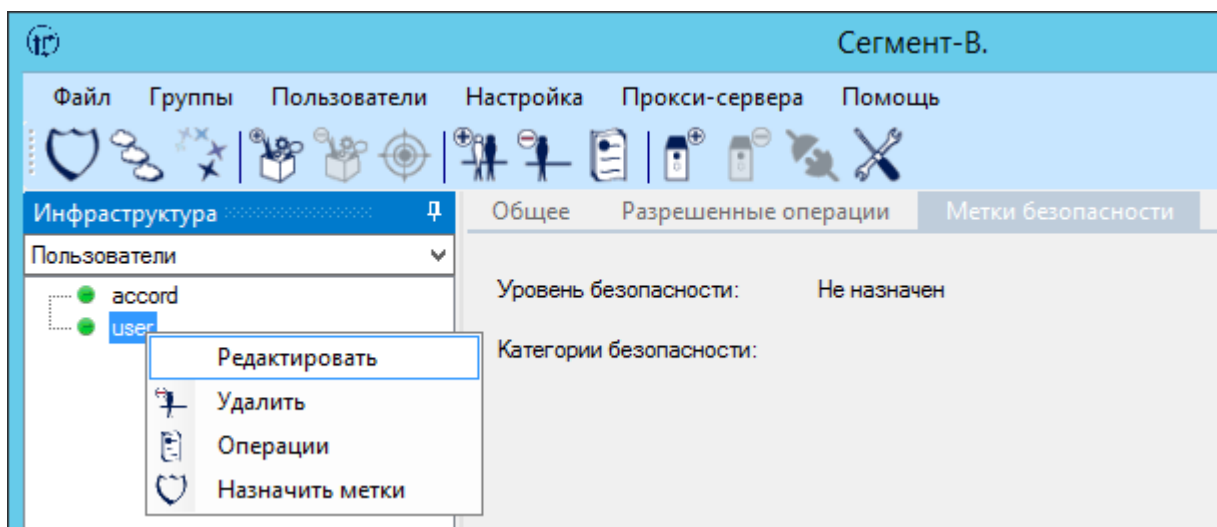 Сегмент-В.
Файл Группы Пользователи Настройка Прокси-сервера Помощь
Инфраструктура
Общее Разрешенные операции Метки безопасности
Пользователи
accord
user
Уровень безопасности: Не назначен
Категории безопасности:
Редактировать
Удалить
Операции
Назначить метки